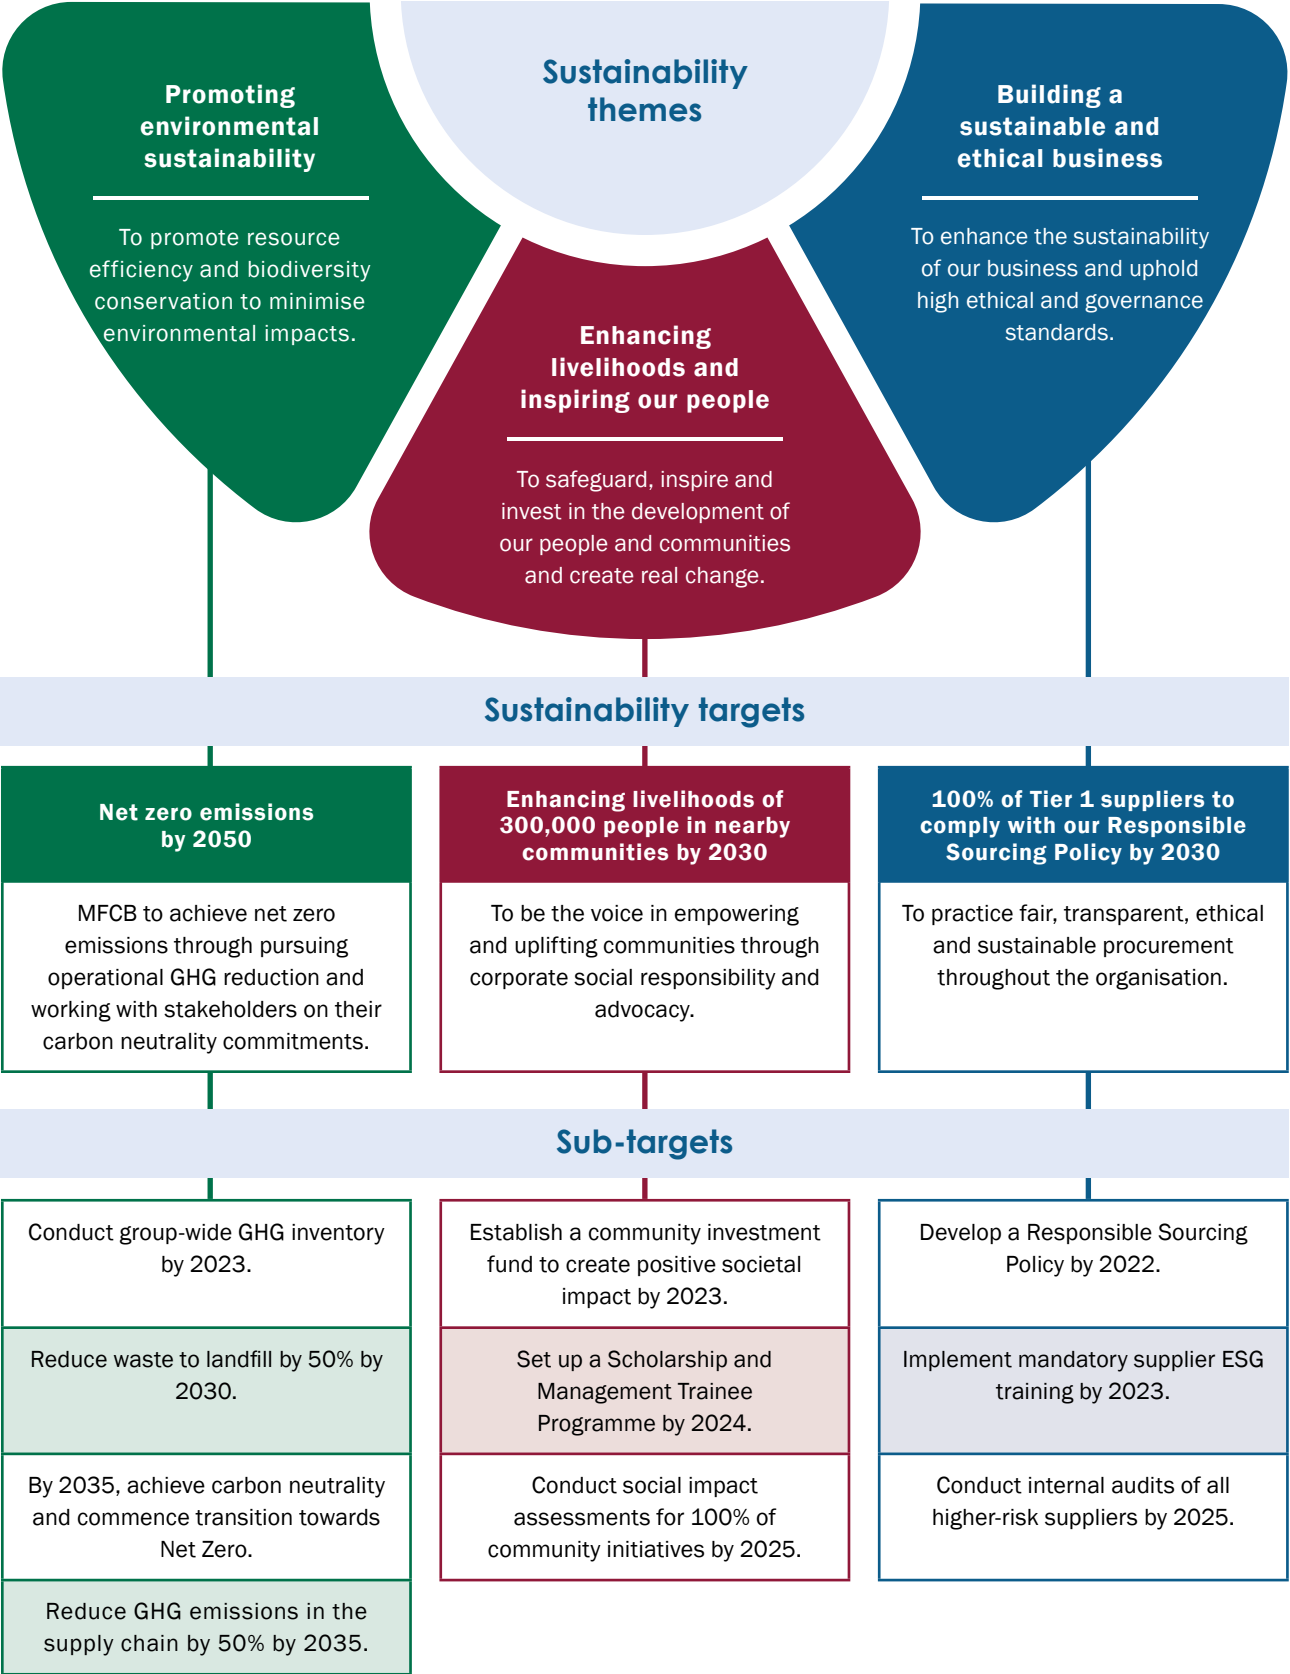 Sustainability
themes
Promoting
environmental
sustainability
To promote resource
efficiency and biodiversity
conservation to minimise
environmental impacts.
Enhancing
livelihoods and
inspiring our people
To safeguard, inspire and
invest in the development of
our people and communities
and create real change.
Building a
sustainable and
ethical business
To enhance the sustainability
of our business and uphold
high ethical and governance
standards.
Sustainability targets
Net zero emissions
by 2050
MFCB to achieve net zero
emissions through pursuing
operational GHG reduction and
working with stakeholders on their
carbon neutrality commitments.
Enhancing livelihoods of
300,000 people in nearby
communities by 2030
To be the voice in empowering
and uplifting communities through
corporate social responsibility and
advocacy.
100% of Tier 1 suppliers to
comply with our Responsible
Sourcing Policy by 2030
To practice fair, transparent, ethical
and sustainable procurement
throughout the organisation.
Sub-targets
Conduct group-wide GHG inventory
by 2023.
Reduce waste to landfill by 50% by
2030.
By 2035, achieve carbon neutrality
and commence transition towards
Net Zero.
Reduce GHG emissions in the
supply chain by 50% by 2035.
Establish a community investment
fund to create positive societal
impact by 2023.
Set up a Scholarship and
Management Trainee
Programme by 2024.
Conduct social impact
assessments for 100% of
community initiatives by 2025.
Develop a Responsible Sourcing
Policy by 2022.
Implement mandatory supplier ESG
training by 2023.
Conduct internal audits of all
higher-risk suppliers by 2025.